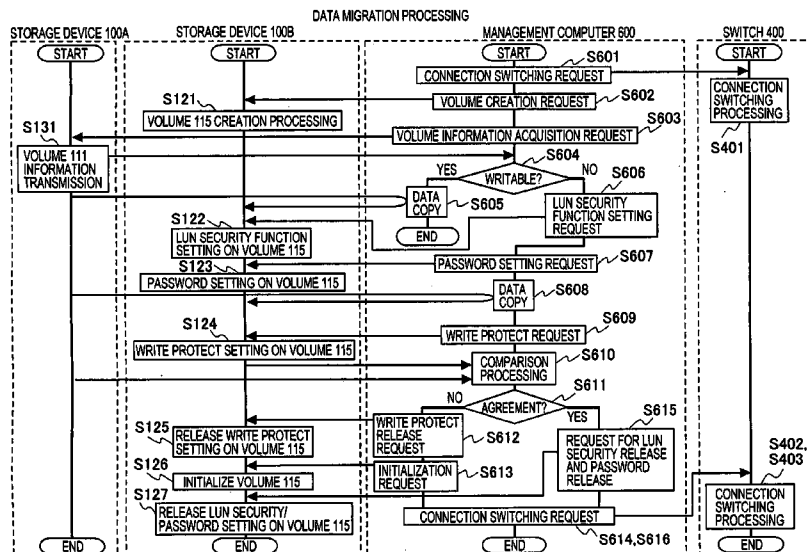 DATA MIGRATION PROCESSING
STORAGE DEVICE 100A
STORAGE DEVICE 100B
MANAGEMENT COMPUTER 600
SWITCH 400
START
START
START
START
S601
CONNECTION SWITCHING REQUEST
S121
VOLUME CREATION REQUEST
S602
CONNECTION
SWITCHING
PROCESSING
S401
S131
VOLUME 115 CREATION PROCESSING
VOLUME INFORMATION ACQUISITION REQUEST
S603
VOLUME 111
INFORMATION
TRANSMISSION
S604
YES
WRITABLE?
NO
S606
S605
DATA
COPY
END
LUN SECURITY
FUNCTION SETTING
REQUEST
S122
LUN SECURITY FUNCTION
SETTING ON VOLUME 115
S123
PASSWORD SETTING REQUEST
S607
PASSWORD SETTING ON VOLUME 115
DATA
COPY
S608
S124
WRITE PROTECT REQUEST
S609
WRITE PROTECT SETTING ON VOLUME 115
COMPARISON
PROCESSING
S610
S611
NO
AGREEMENT?
YES
S615
S125
RELEASE WRITE PROTECT
SETTING ON VOLUME 115
WRITE PROTECT
RELEASE
REQUEST
S612
REQUEST FOR LUN
SECURITY RELEASE
AND PASSWORD
RELEASE
S402,
S403
S126
INITIALIZE VOLUME 115
INITIALIZATION
REQUEST
S613
S127
RELEASE LUN SECURITY/
PASSWORD SETTING ON VOLUME 115
CONNECTION SWITCHING REQUEST
S614,S616
CONNECTION
SWITCHING
PROCESSING
END
END
END
END